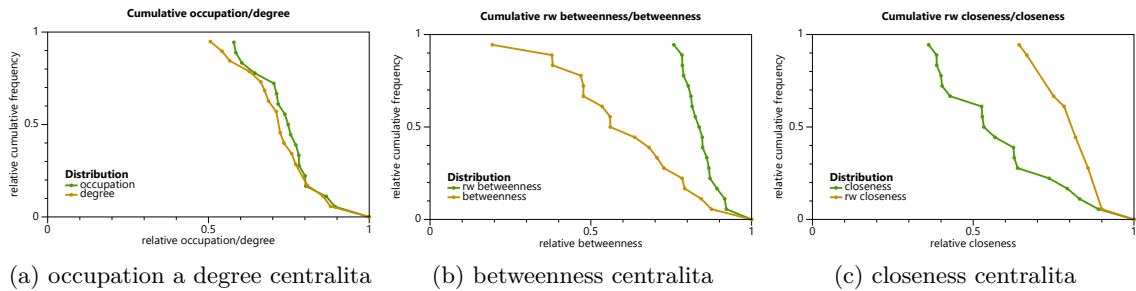 Cumulative occupation/degree
1
0.5
0
relative cumulative frequency
Distribution
occupation
degree
0 0.5 1
relative occupation/degree
(a) occupation a degree centralita
Cumulative rw betweenness/betweenness
1
0.5
0
relative cumulative frequency
Distribution
rw betweenness
betweenness
0 0.5 1
relative betweenness
(b) betweenness centralita
Cumulative rw closeness/closeness
1
0.5
0
relative cumulative frequency
Distribution
closeness
rw closeness
0 0.5 1
relative closeness
(c) closeness centralita